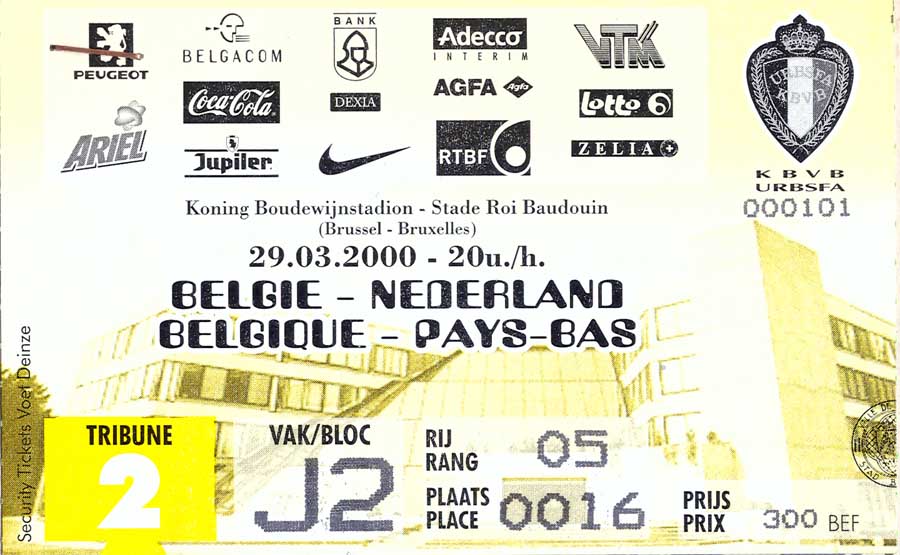 PEUGEOT
BELGACOM
BANK
DEXIA
Adecco
INTERIM
VTM
ARIEL
Coca-Cola
AGFA Agfa
Lotto 6
Jupiler
RTBF
ZELIA
URBSFA
KBVB
KBVB
URBSFA
000101
Koning Boudewijnstadion - Stade Roi Baudouin
(Brussel - Bruxelles)
29.03.2000 - 20u./h.
BELGIE - NEDERLAND
BELGIQUE - PAYS-BAS
Security Tickets Voet Deinze
TRIBUNE
2
VAK/BLOC
J2
RIJ
RANG
05
PLAATS
PLACE
0016
PRIJS
PRIX
300 BEF